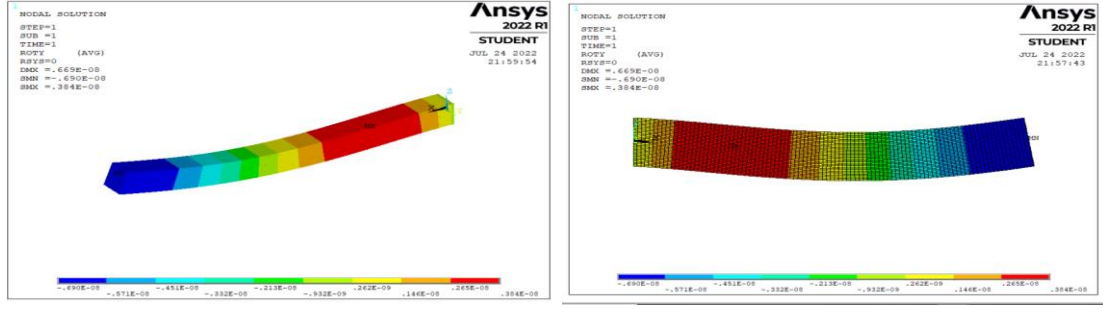 1
NODAL SOLUTION
STEP=1
SUB =1
TIME=1
ROTY (AVG)
RSYS=0
DMX =.669E-08
SMN =-.690E-08
SMX =.384E-08
Ansys
2022 R1
STUDENT
JUL 24 2022
21:59:54
-.690E-08 -.451E-08 -.213E-08 .262E-09 .265E-08
-.571E-08 -.332E-08 -.932E-09 .146E-08 .384E-08
1
NODAL SOLUTION
STEP=1
SUB =1
TIME=1
ROTY (AVG)
RSYS=0
DMX =.669E-08
SMN =-.690E-08
SMX =.384E-08
Ansys
2022 R1
STUDENT
JUL 24 2022
21:57:43
MN
-.690E-08 -.451E-08 -.213E-08 .262E-09 .265E-08
-.571E-08 -.332E-08 -.932E-09 .146E-08 .384E-08